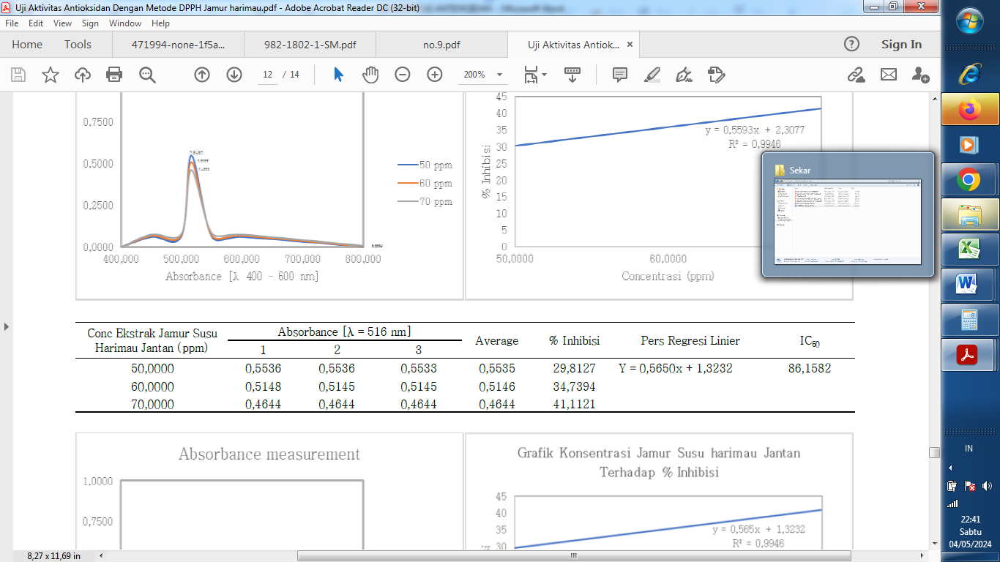 Uji Aktivitas Antioksidan Dengan Metode DPPH Jamur harimau.pdf - Adobe Acrobat Reader DC (32-bit)
File Edit View Sign Window Help
Home Tools 471994-none-1f5a... 982-1802-1-SM.pdf no.9.pdf Uji Aktivitas Antiok... × Sign In
12 / 14 200%
0,7500
0,5000
0,2500
0,0000
400,000 500,000 600,000 700,000 800,000
Absorbance [λ 400 - 600 nm]
50 ppm
60 ppm
70 ppm
45
40
35
30
25
20
15
10
5
0
% Inhibisi
y = 0,5593x + 2,3077
R² = 0,9946
50,0000 60,0000
Concentrasi (ppm)
Sekar
Conc Ekstrak Jamur Susu Harimau Jantan (ppm) Absorbance [λ = 516 nm] Average % Inhibisi Pers Regresi Linier IC50
1 2 3
50,0000 0,5536 0,5536 0,5533 0,5535 29,8127 Y = 0,5650x + 1,3232 86,1582
60,0000 0,5148 0,5145 0,5145 0,5146 34,7394
70,0000 0,4644 0,4644 0,4644 0,4644 41,1121
Absorbance measurement
1,0000
0,7500
Grafik Konsentrasi Jamur Susu harimau Jantan
Terhadap % Inhibisi
45
40
35
30
y = 0,565x + 1,3232
R² = 0,9946
8,27 x 11,69 in
IN
22:41
Sabtu
04/05/2024